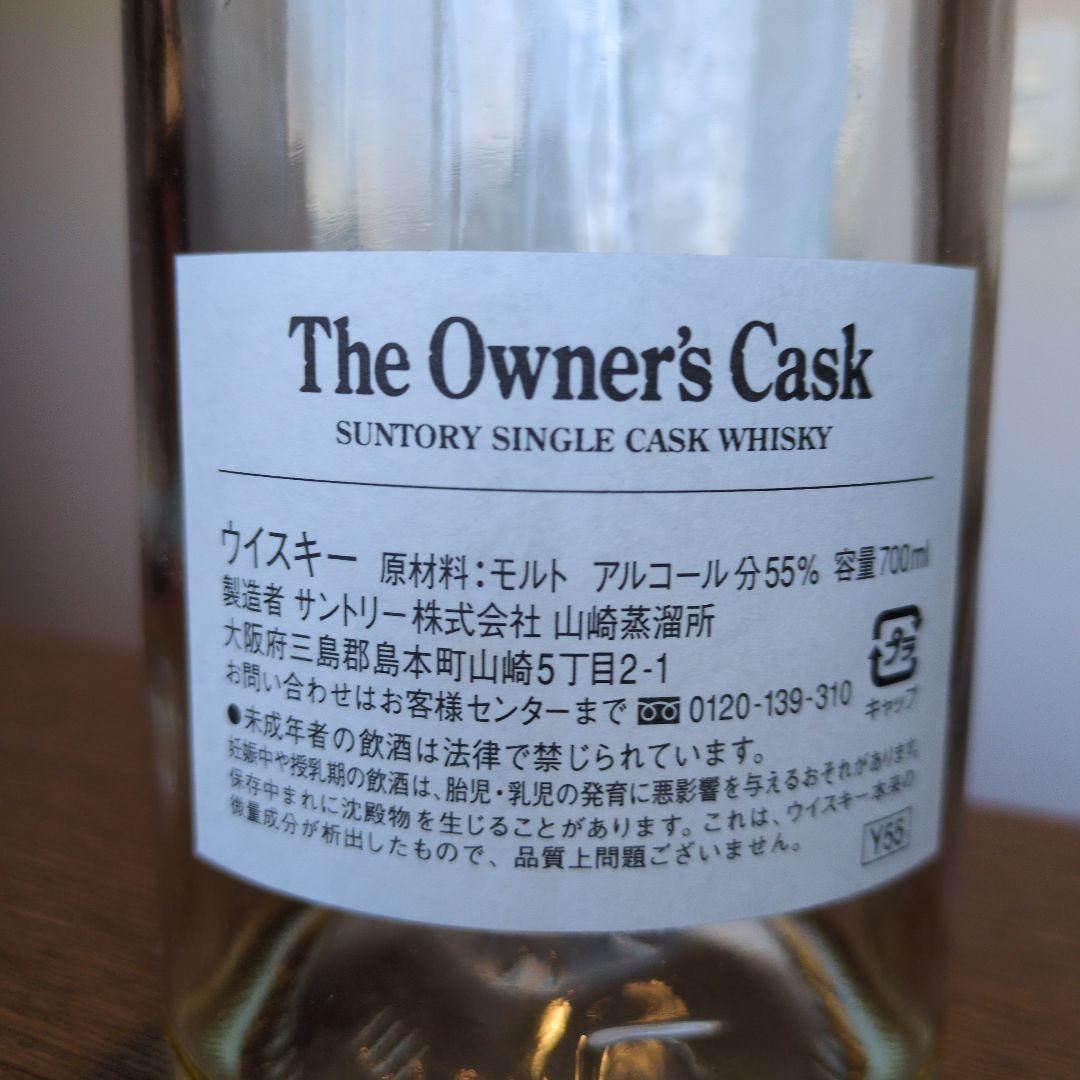 The Owner's Cask
SUNTORY SINGLE CASK WHISKY
ウイスキー 原材料:モルト アルコール分55% 容量700ml
製造者 サントリー株式会社 山崎蒸溜所
大阪府三島郡島本町山崎5丁目2-1
お問い合わせはお客様センターまで 0120-139-310
プラ
キャップ
●未成年者の飲酒は法律で禁じられています。
妊娠中や授乳期の飲酒は、胎児・乳児の発育に悪影響を与えるおそれがあります。
保存中まれに沈殿物を生じることがあります。これは、ウイスキー本来の
微量成分が析出したもので、品質上問題ございません。
Y55